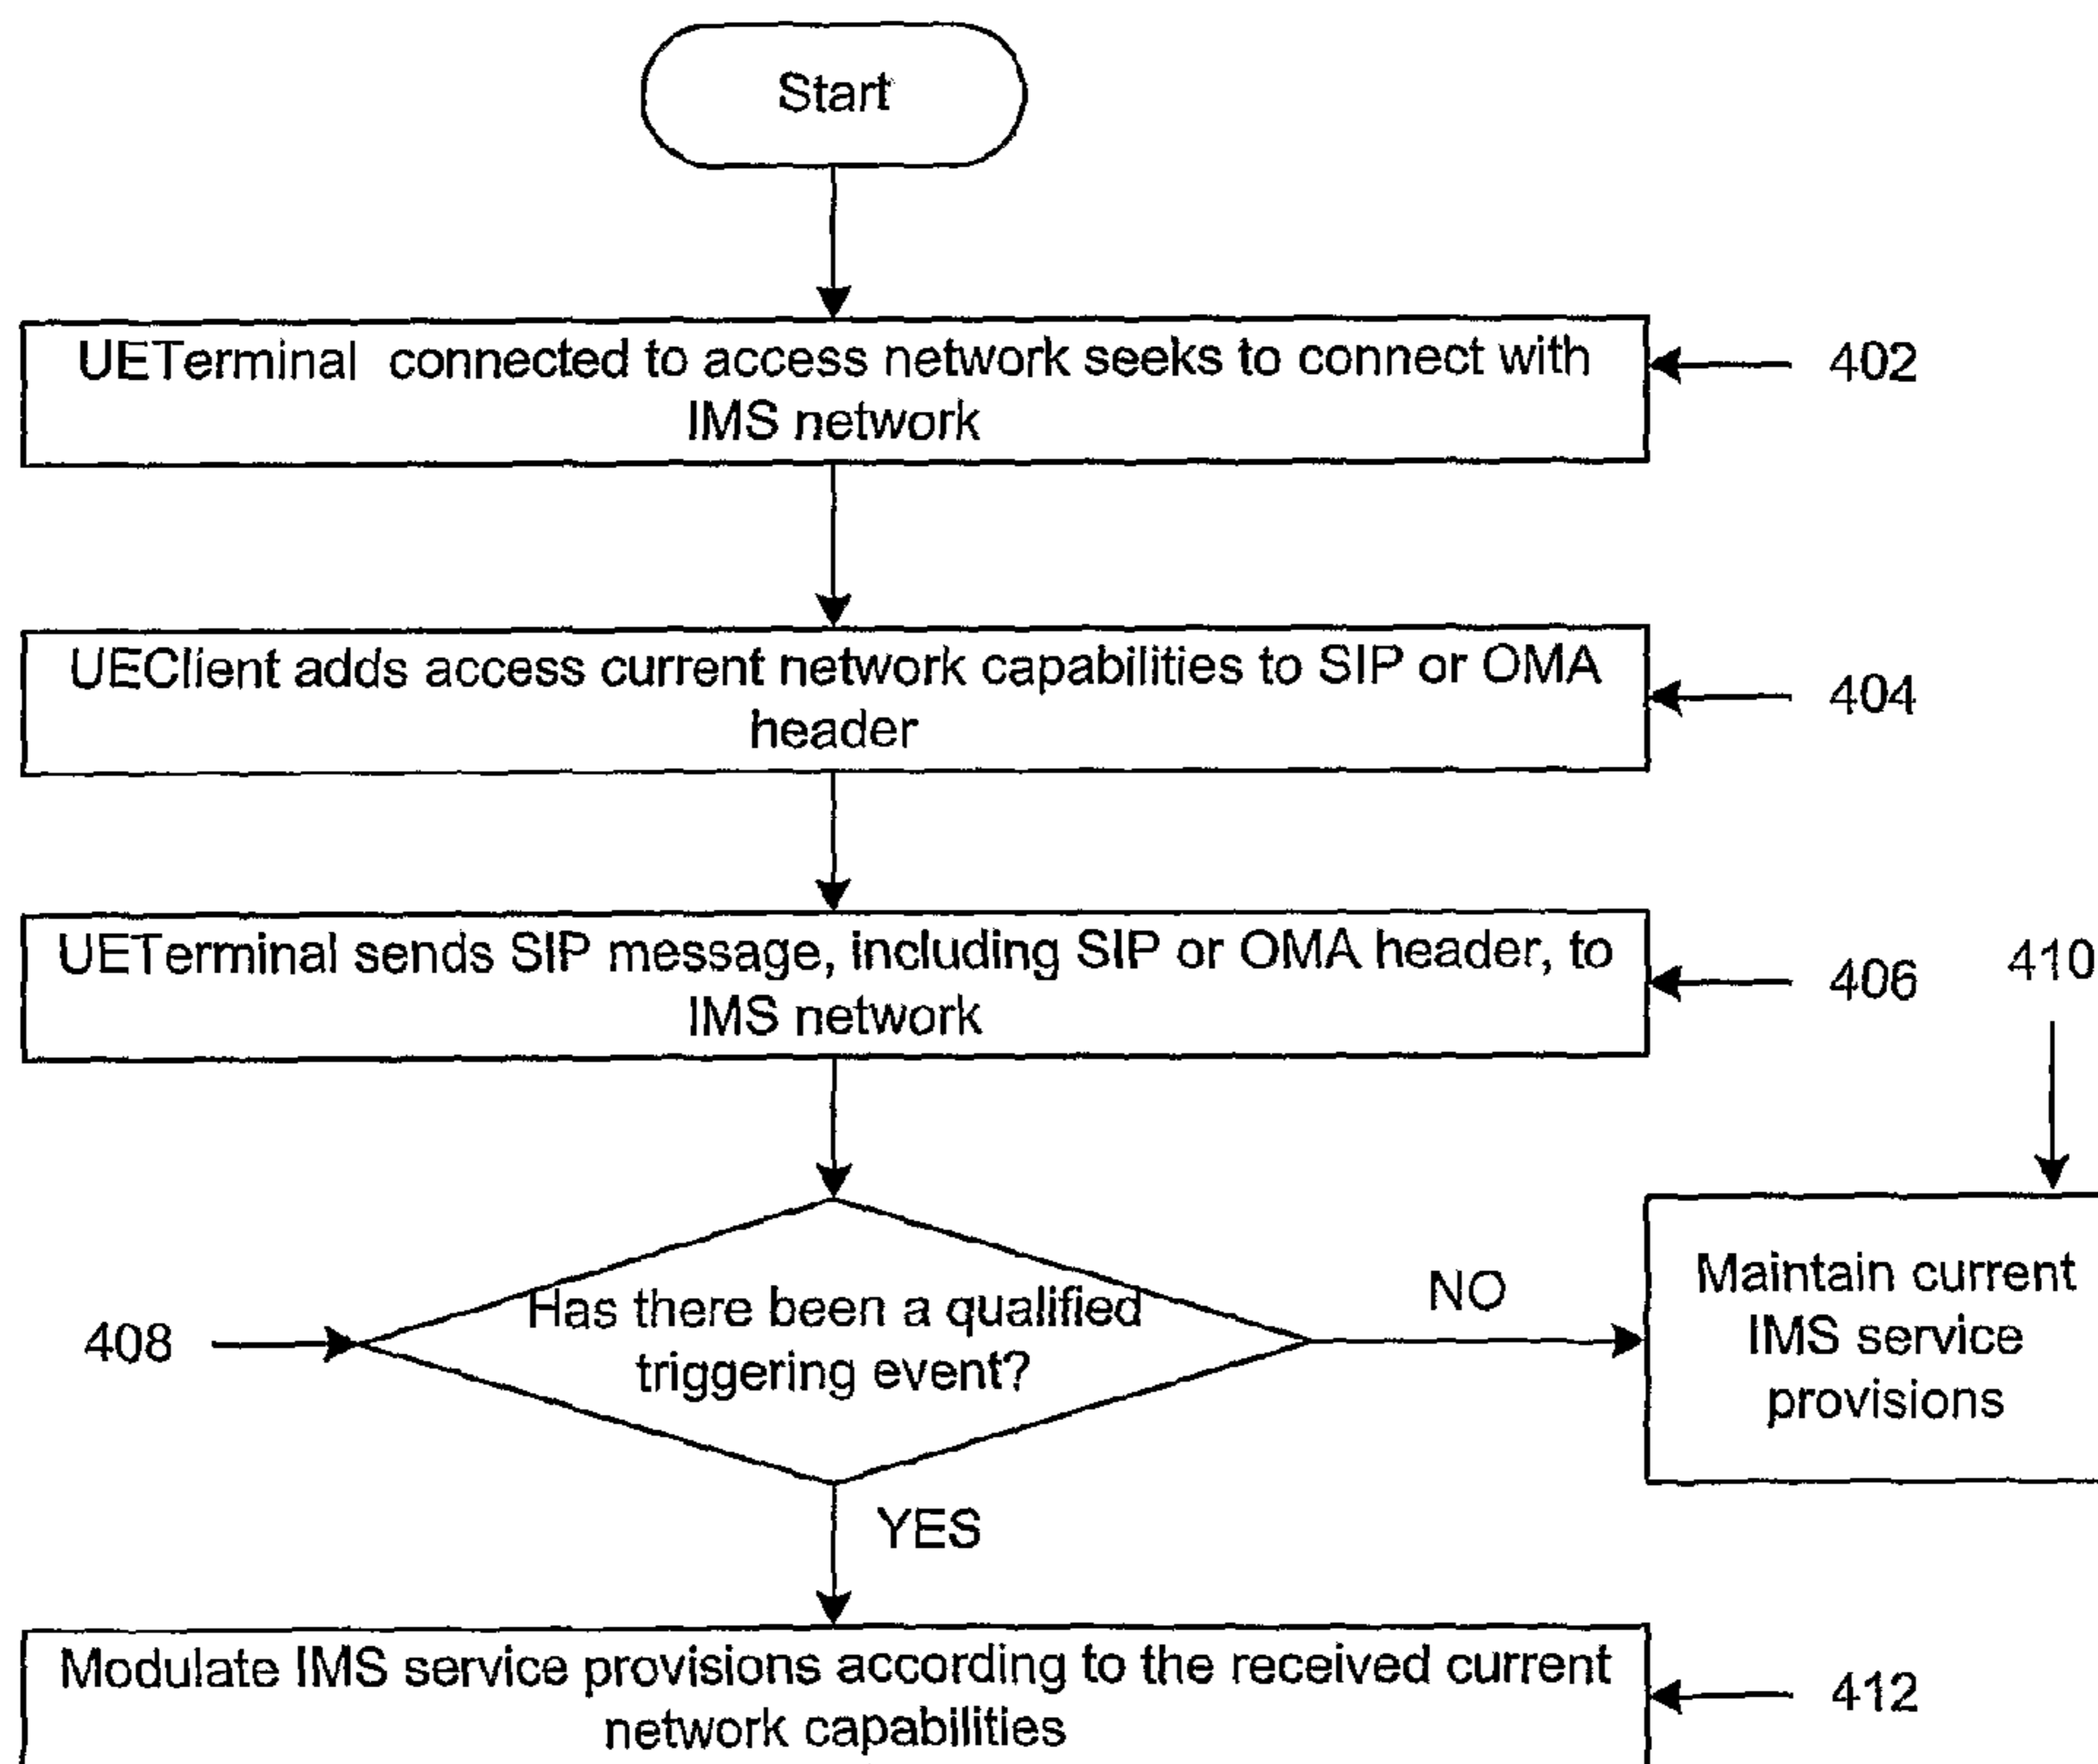 Start
UETerminal connected to access network seeks to connect with
IMS network
402
UEClient adds access current network capabilities to SIP or OMA
header
404
UETerminal sends SIP message, including SIP or OMA header, to
IMS network
406
410
Has there been a qualified
triggering event?
408
NO
Maintain current
IMS service
provisions
YES
Modulate IMS service provisions according to the received current
network capabilities
412